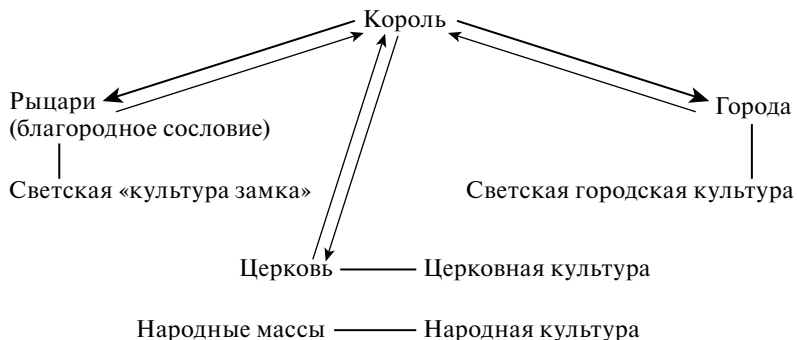 Король
Рыцари
(благородное сословие)
Города
Светская «культура замка»
Светская городская культура
Церковь
Церковная культура
Народные массы
Народная культура